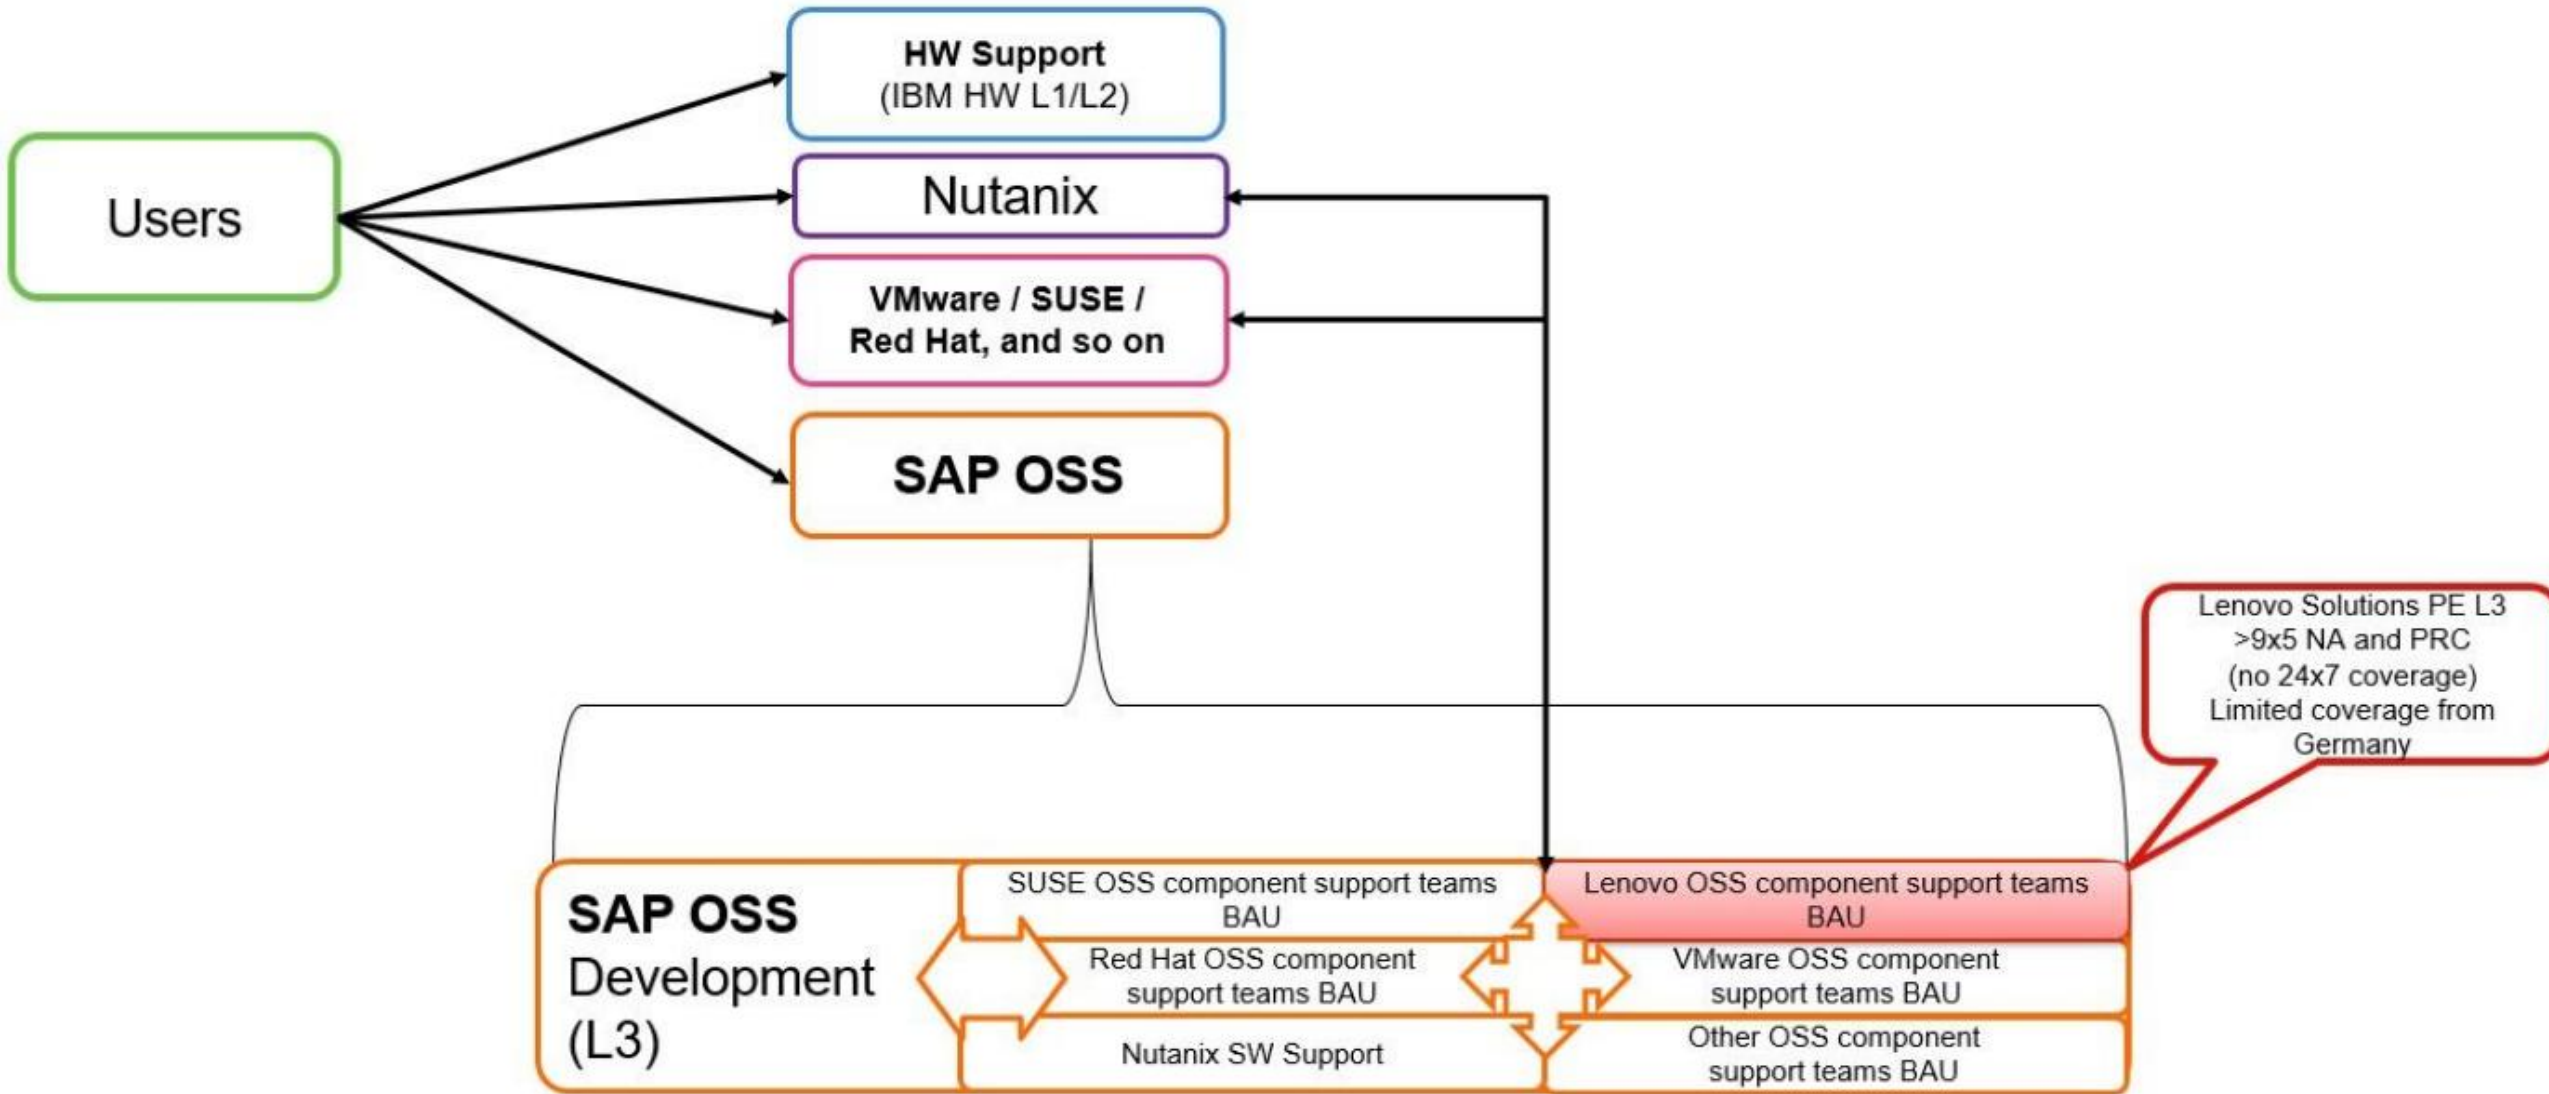 HW Support
(IBM HW L1/L2)
Users
Nutanix
VMware / SUSE /
Red Hat, and so on
SAP OSS
Lenovo Solutions PE L3
>9x5 NA and PRC
(no 24x7 coverage)
Limited coverage from
Germany
SAP OSS
Development
(L3)
SUSE OSS component support teams
BAU
Red Hat OSS component
support teams BAU
Nutanix SW Support
Lenovo OSS component support teams
BAU
VMware OSS component
support teams BAU
Other OSS component
support teams BAU